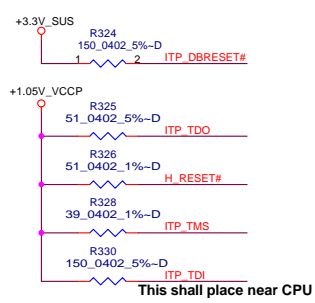 +3.3V_SUS
R324
150_0402_5%~D
1 2 ITP_DBRESET#
+1.05V_VCCP
R325
51_0402_5%~D
ITP_TDO
R326
51_0402_1%~D
H_RESET#
R328
39_0402_1%~D
ITP_TMS
R330
150_0402_5%~D
ITP_TDI
This shall place near CPU